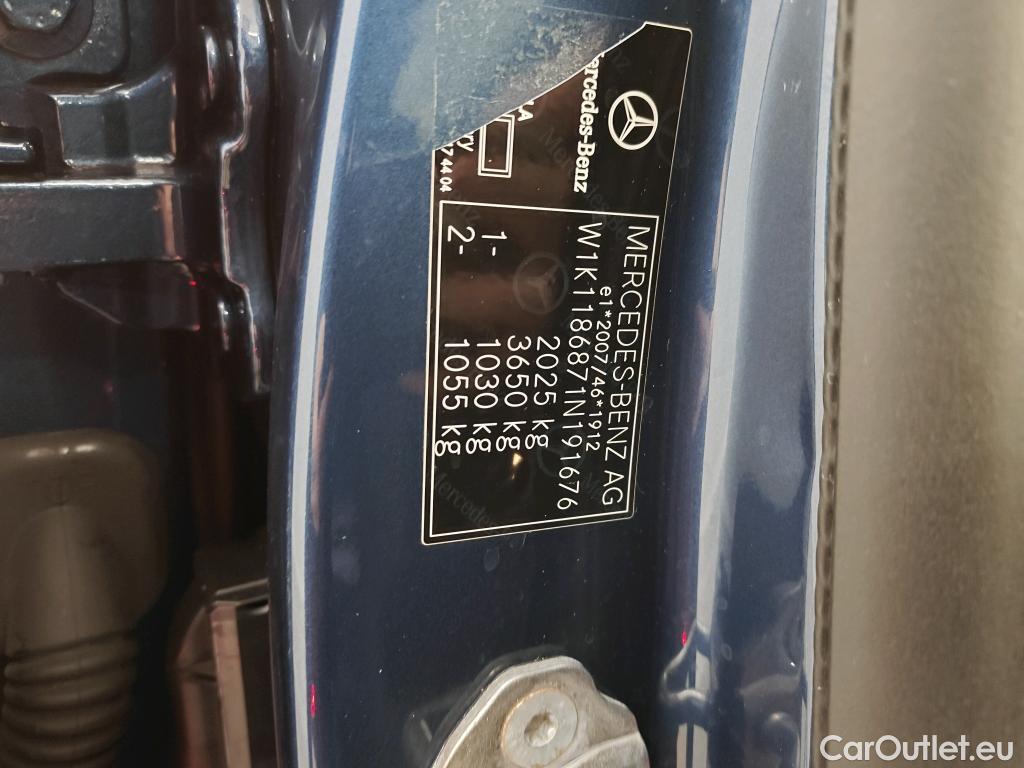 MERCEDES-BENZ AG
e1*2007/46*1912
W1K1186871N191676
2025 kg
3650 kg
1- 1030 kg
2- 1055 kg
Mercedes-Benz
CarOutlet.eu